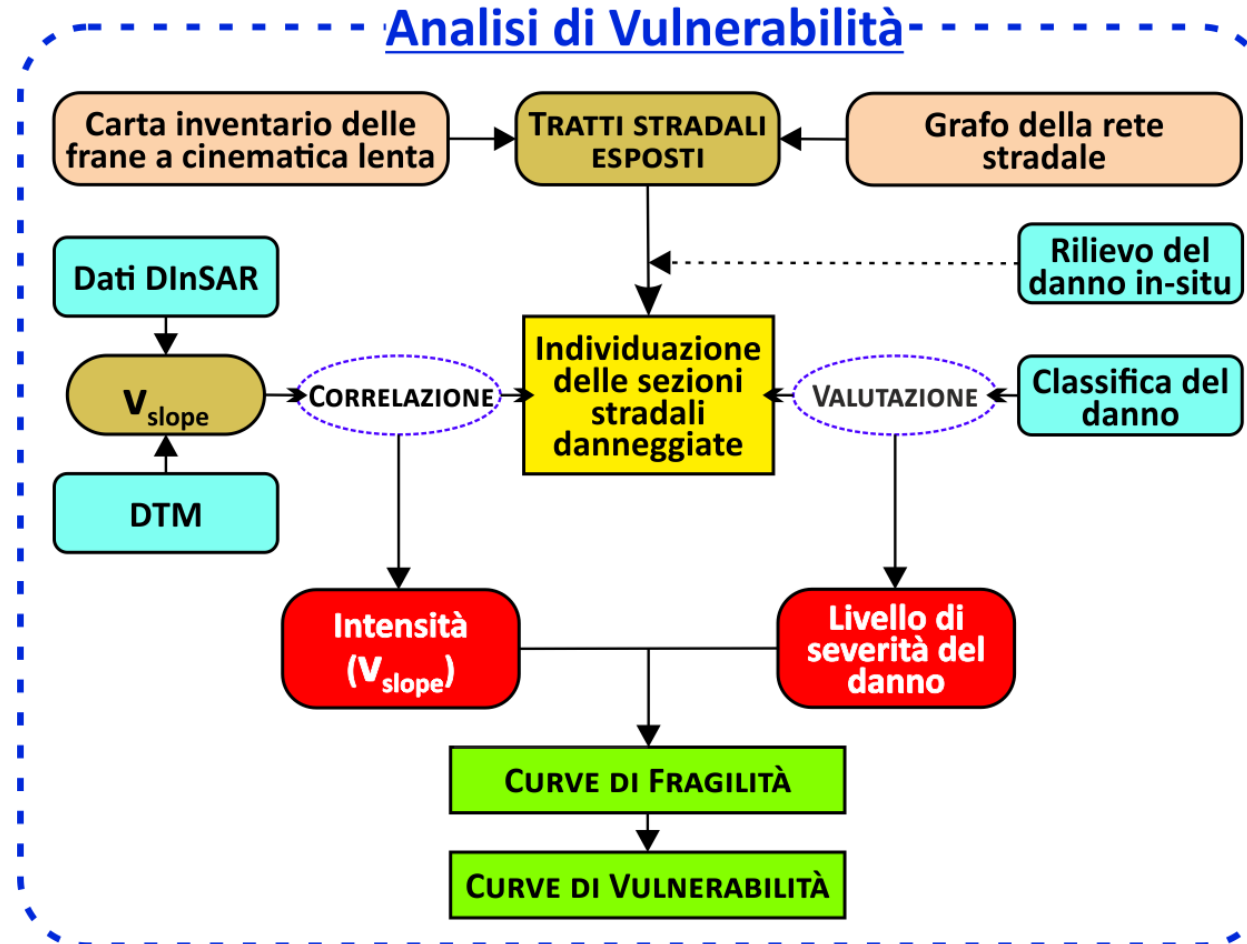 Analisi di Vulnerabilità
Carta inventario delle
frane a cinematica lenta
TRATTI STRADALI
ESPOSTI
Grafo della rete
stradale
Dati DInSAR
Rilievo del
danno in-situ
Vslope
CORRELAZIONE
Individuazione
delle sezioni
stradali
danneggiate
VALUTAZIONE
Classifica del
danno
DTM
Intensità
(Vslope)
Livello di
severità del
danno
CURVE DI FRAGILITÀ
CURVE DI VULNERABILITÀ